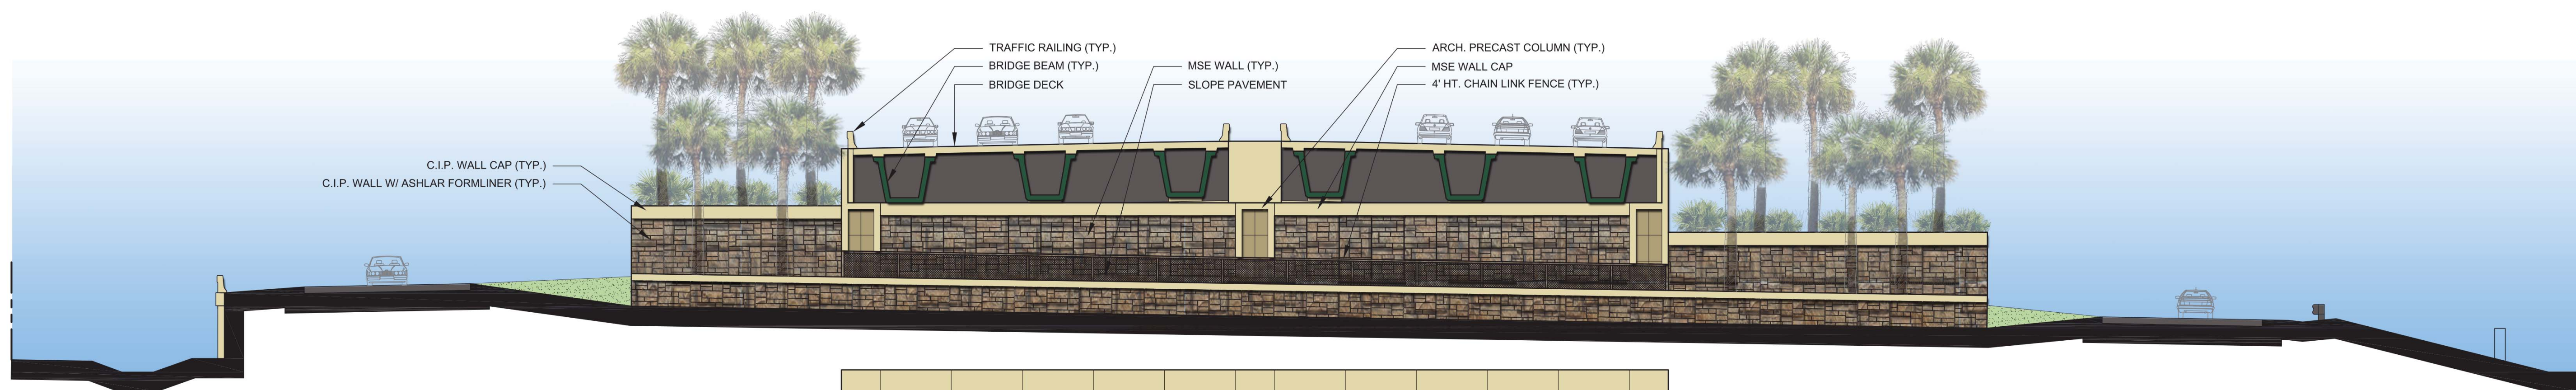 TRAFFIC RAILING (TYP.)
BRIDGE BEAM (TYP.)
BRIDGE DECK
MSE WALL (TYP.)
SLOPE PAVEMENT
ARCH. PRECAST COLUMN (TYP.)
MSE WALL CAP
4' HT. CHAIN LINK FENCE (TYP.)
C.I.P. WALL CAP (TYP.)
C.I.P. WALL W/ ASHLAR FORMLINER (TYP.)